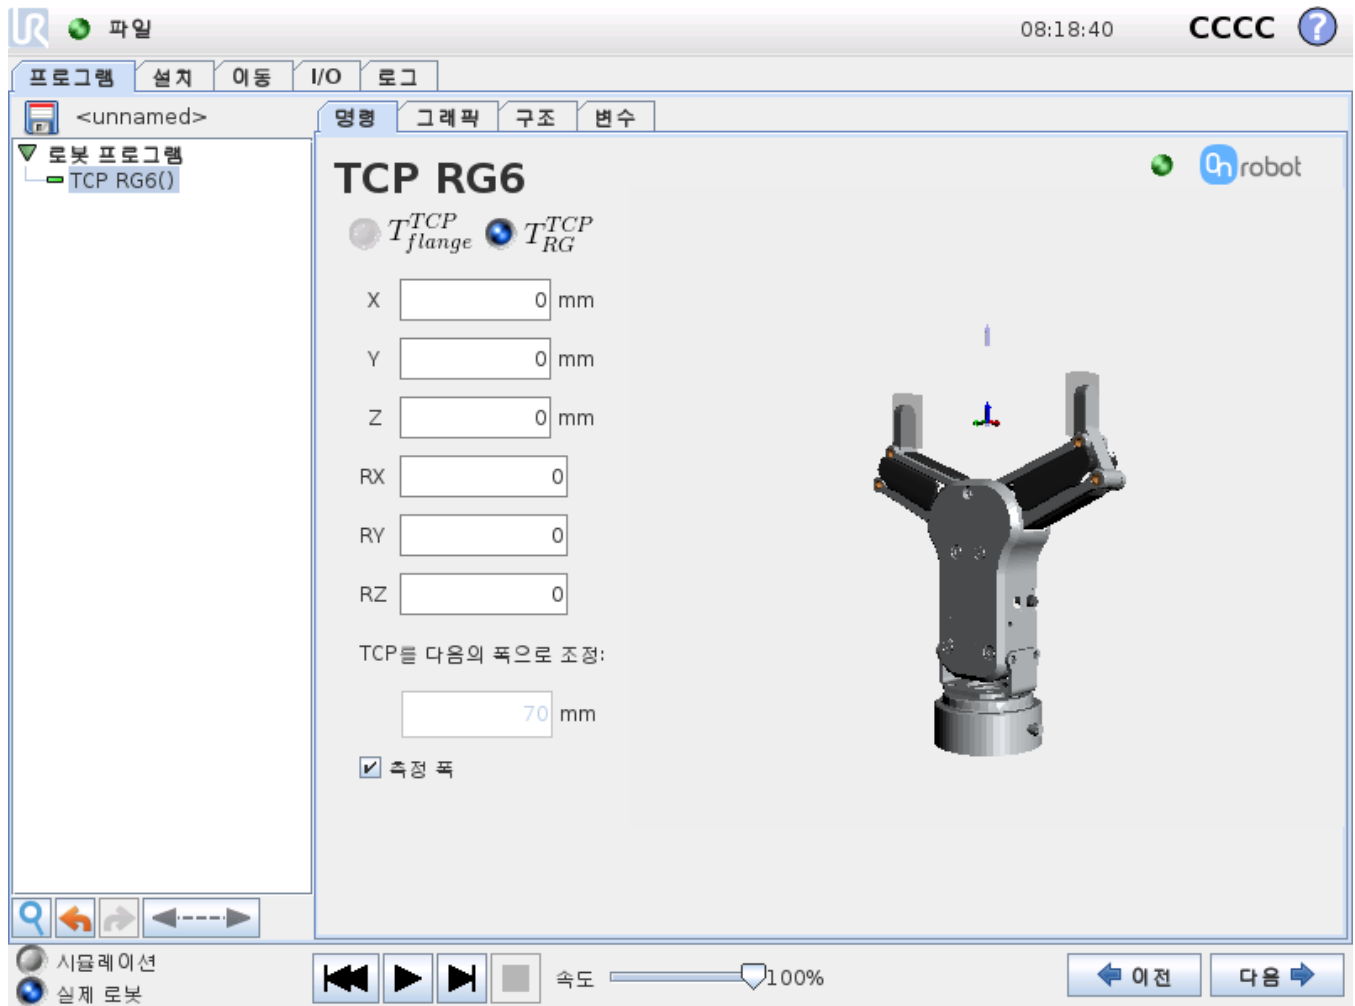 UR 파일 08:18:40 CCCC ?
프로그램 설치 이동 I/O 로그
<unnamed> 명령 그래픽 구조 변수
로봇 프로그램
TCP RG6()
TCP RG6
On robot
T_{flange}^{TCP} T_{RG}^{TCP}
X 0 mm
Y 0 mm
Z 0 mm
RX 0
RY 0
RZ 0
TCP를 다음의 폭으로 조정:
70 mm
측정 폭
시뮬레이션
실제 로봇
속도 100%
이전 다음